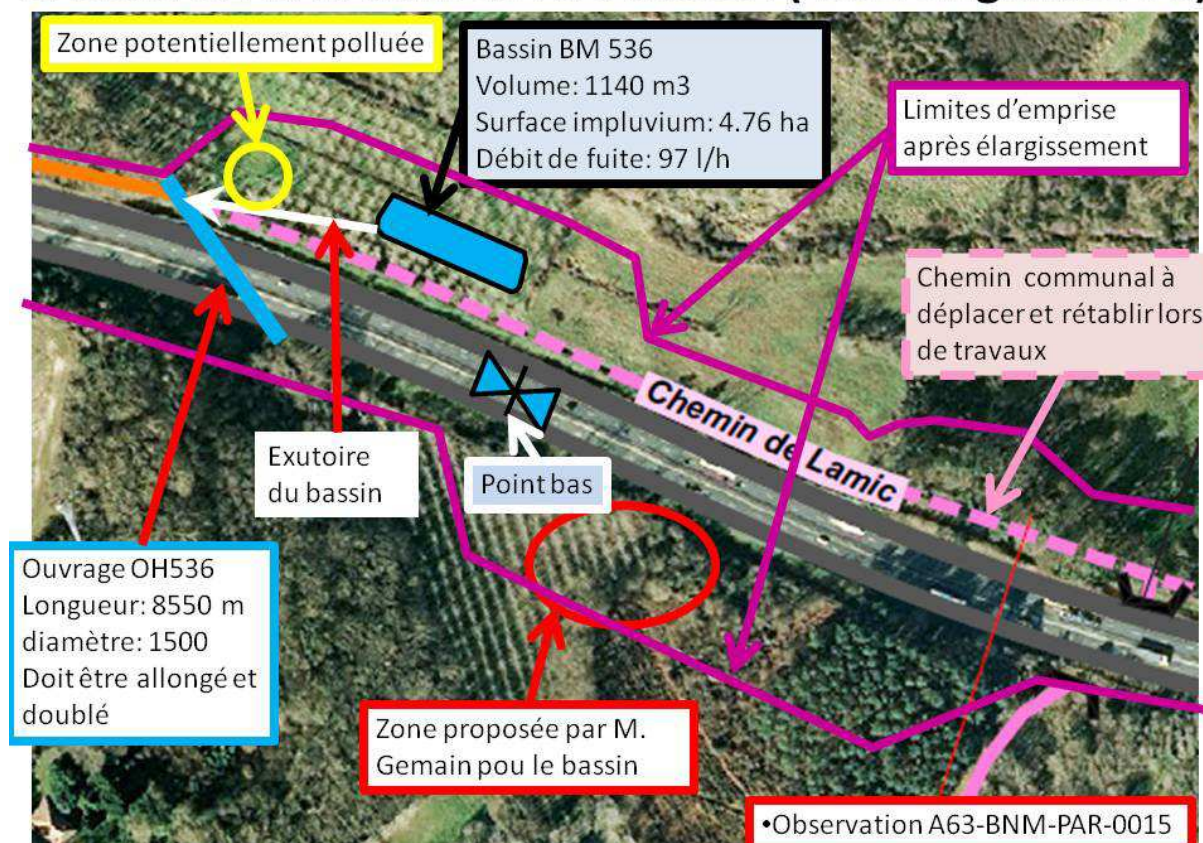 Zone potentiellement polluée
Bassin BM 536
Volume: 1140 m3
Surface impluvium: 4.76 ha
Débit de fuite: 97 l/h
Limites d'emprise
après élargissement
Chemin communal à
déplacer et rétablir lors
de travaux
Chemin de Lamic
Exutoire
du bassin
Point bas
Ouvrage OH536
Longueur: 8550 m
diamètre: 1500
Doit être allongé et
doublé
Zone proposée par M.
Gemain pou le bassin
•Observation A63-BNM-PAR-0015